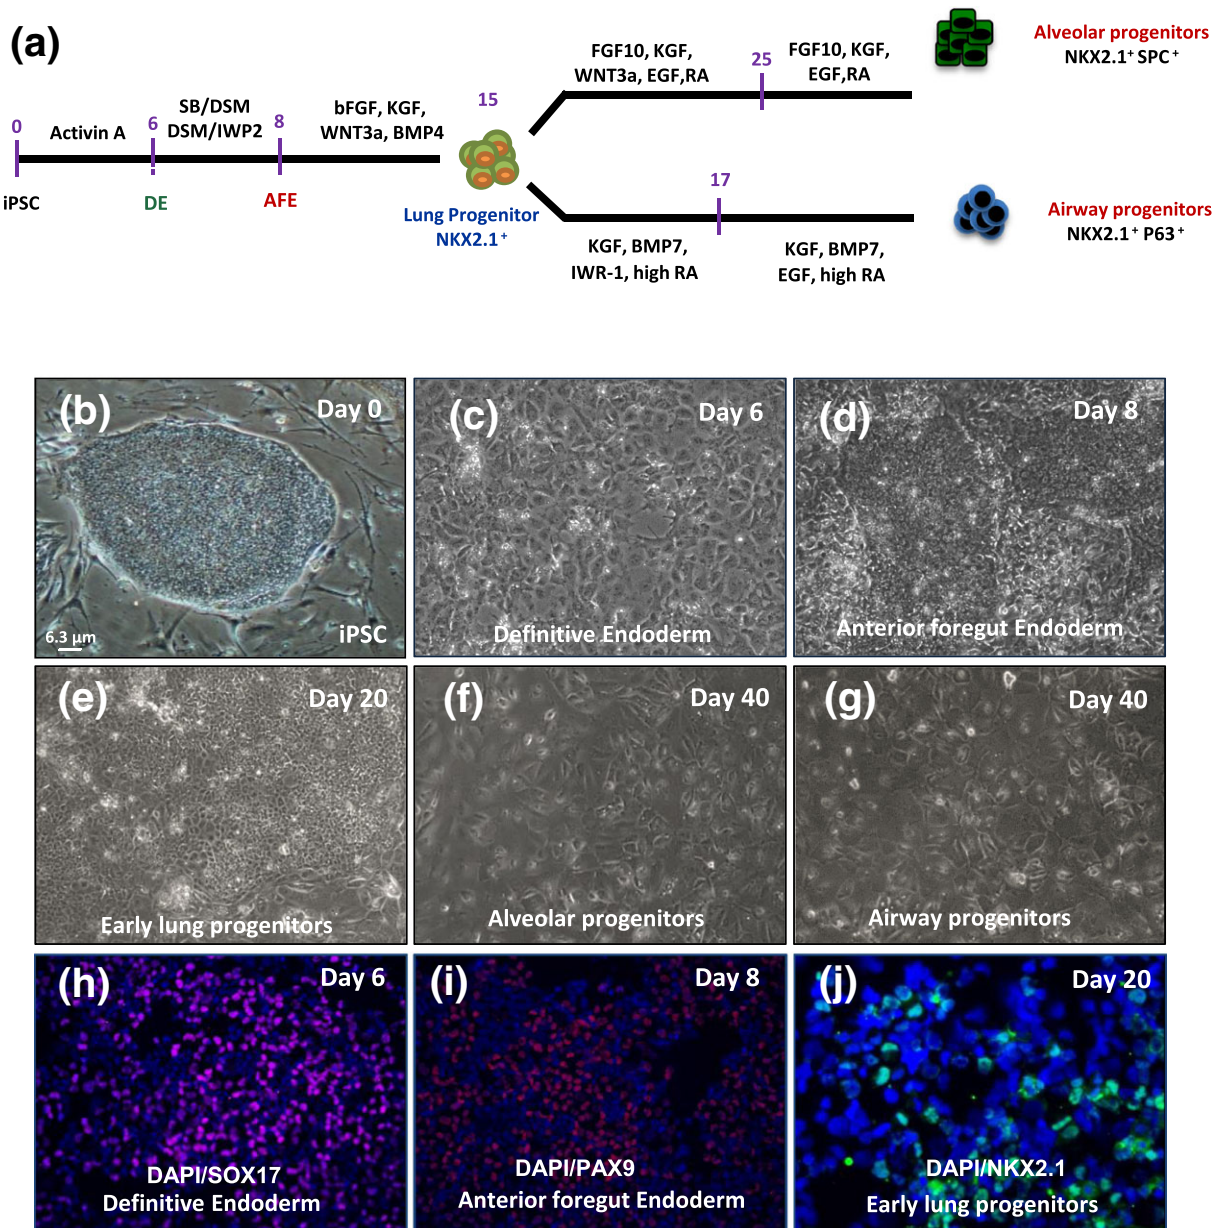 (a)
0
Activin A
6
SB/DSM
DSM/IWP2
8
bFGF, KGF,
WNT3a, BMP4
15
iPSC
DE
AFE
Lung Progenitor
NKX2.1⁺
FGF10, KGF,
WNT3a, EGF,RA
25
FGF10, KGF,
EGF,RA
Alveolar progenitors
NKX2.1⁺ SPC⁺
17
KGF, BMP7,
IWR-1, high RA
KGF, BMP7,
EGF, high RA
Airway progenitors
NKX2.1⁺ P63⁺
(b)
Day 0
6.3 µm
iPSC
(c)
Day 6
Definitive Endoderm
(d)
Day 8
Anterior foregut Endoderm
(e)
Day 20
Early lung progenitors
(f)
Day 40
Alveolar progenitors
(g)
Day 40
Airway progenitors
(h)
Day 6
DAPI/SOX17
Definitive Endoderm
(i)
Day 8
DAPI/PAX9
Anterior foregut Endoderm
(j)
Day 20
DAPI/NKX2.1
Early lung progenitors